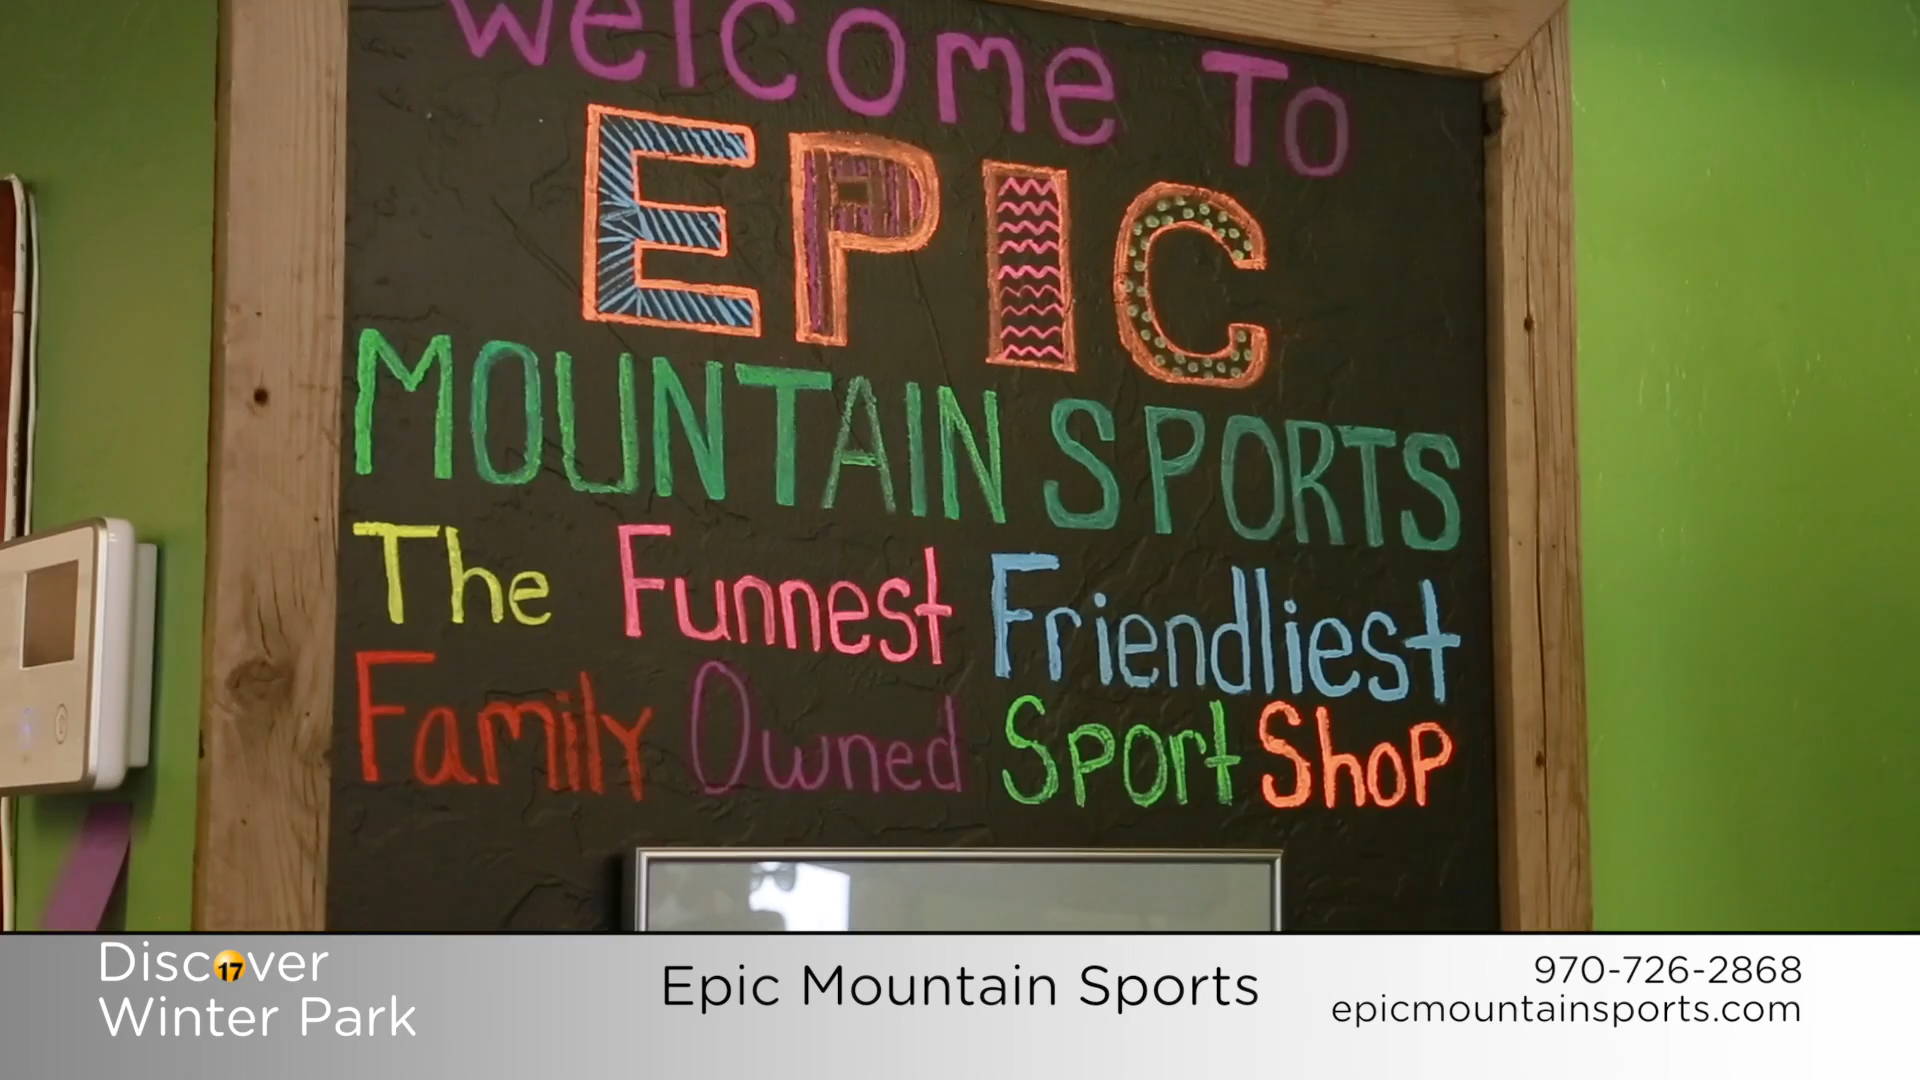 Welcome To
EPIC
MOUNTAIN SPORTS
The Funnest Friendliest
Family Owned Sport Shop
Disc17ver
Winter Park
Epic Mountain Sports
970-726-2868
epicmountainsports.com